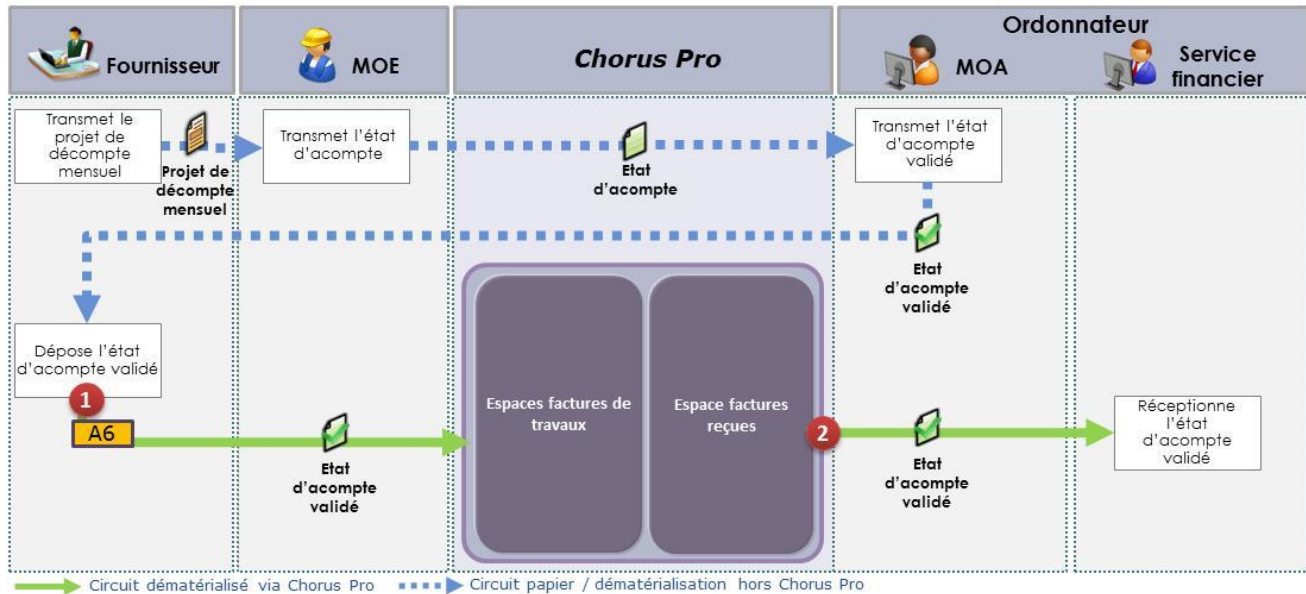 Fournisseur
MOE
Chorus Pro
Ordonnateur
MOA
Service
financier
Transmet le
projet de
décompte
mensuel
Projet de
décompte
mensuel
Transmet l'état
d'acompte
Etat
d'acompte
Transmet l'état
d'acompte
validé
Etat
d'acompte
validé
Dépose l'état
d'acompte validé
1
A6
Etat
d'acompte
validé
Espaces factures de
travaux
Espace factures
reçues
2
Etat
d'acompte
validé
Réceptionne
l'état
d'acompte
validé
Circuit dématérialisé via Chorus Pro
Circuit papier / dématérialisation hors Chorus Pro